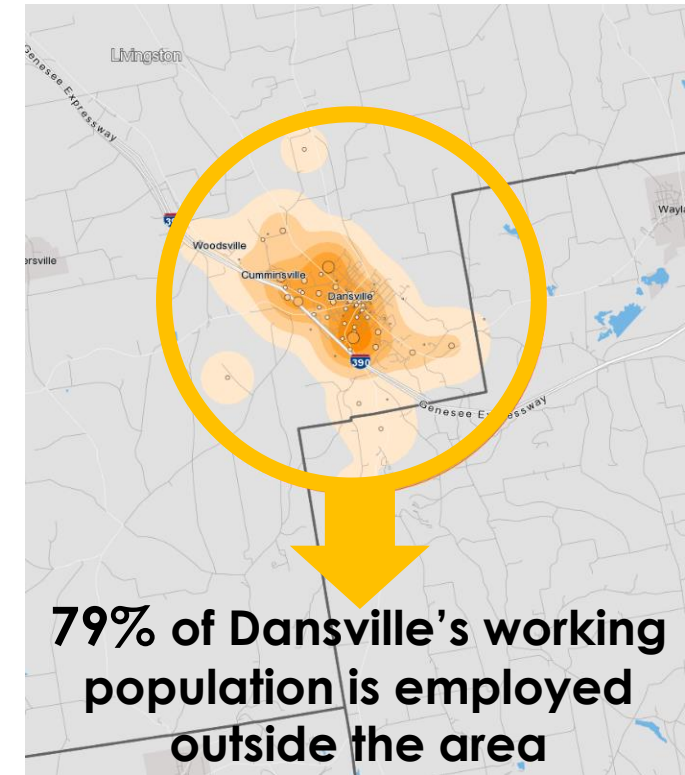 Livingston
Genesee Expressway
Woodsville
ersville
Wayla
Cumminsville
Dansville
390
Genesee Expressway
79% of Dansville’s working
population is employed
outside the area